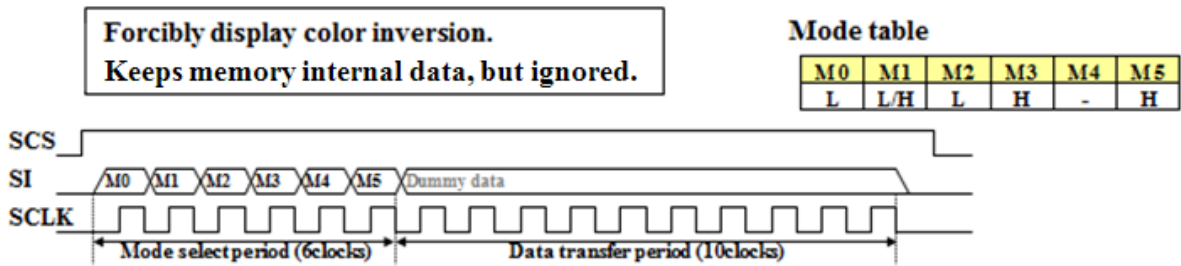 Forcibly display color inversion.
Keeps memory internal data, but ignored.
Mode table
M0 M1 M2 M3 M4 M5
L L/H L H - H
SCS
SI M0 M1 M2 M3 M4 M5 Dummy data
SCLK
Mode select period (6clocks) Data transfer period (10clocks)